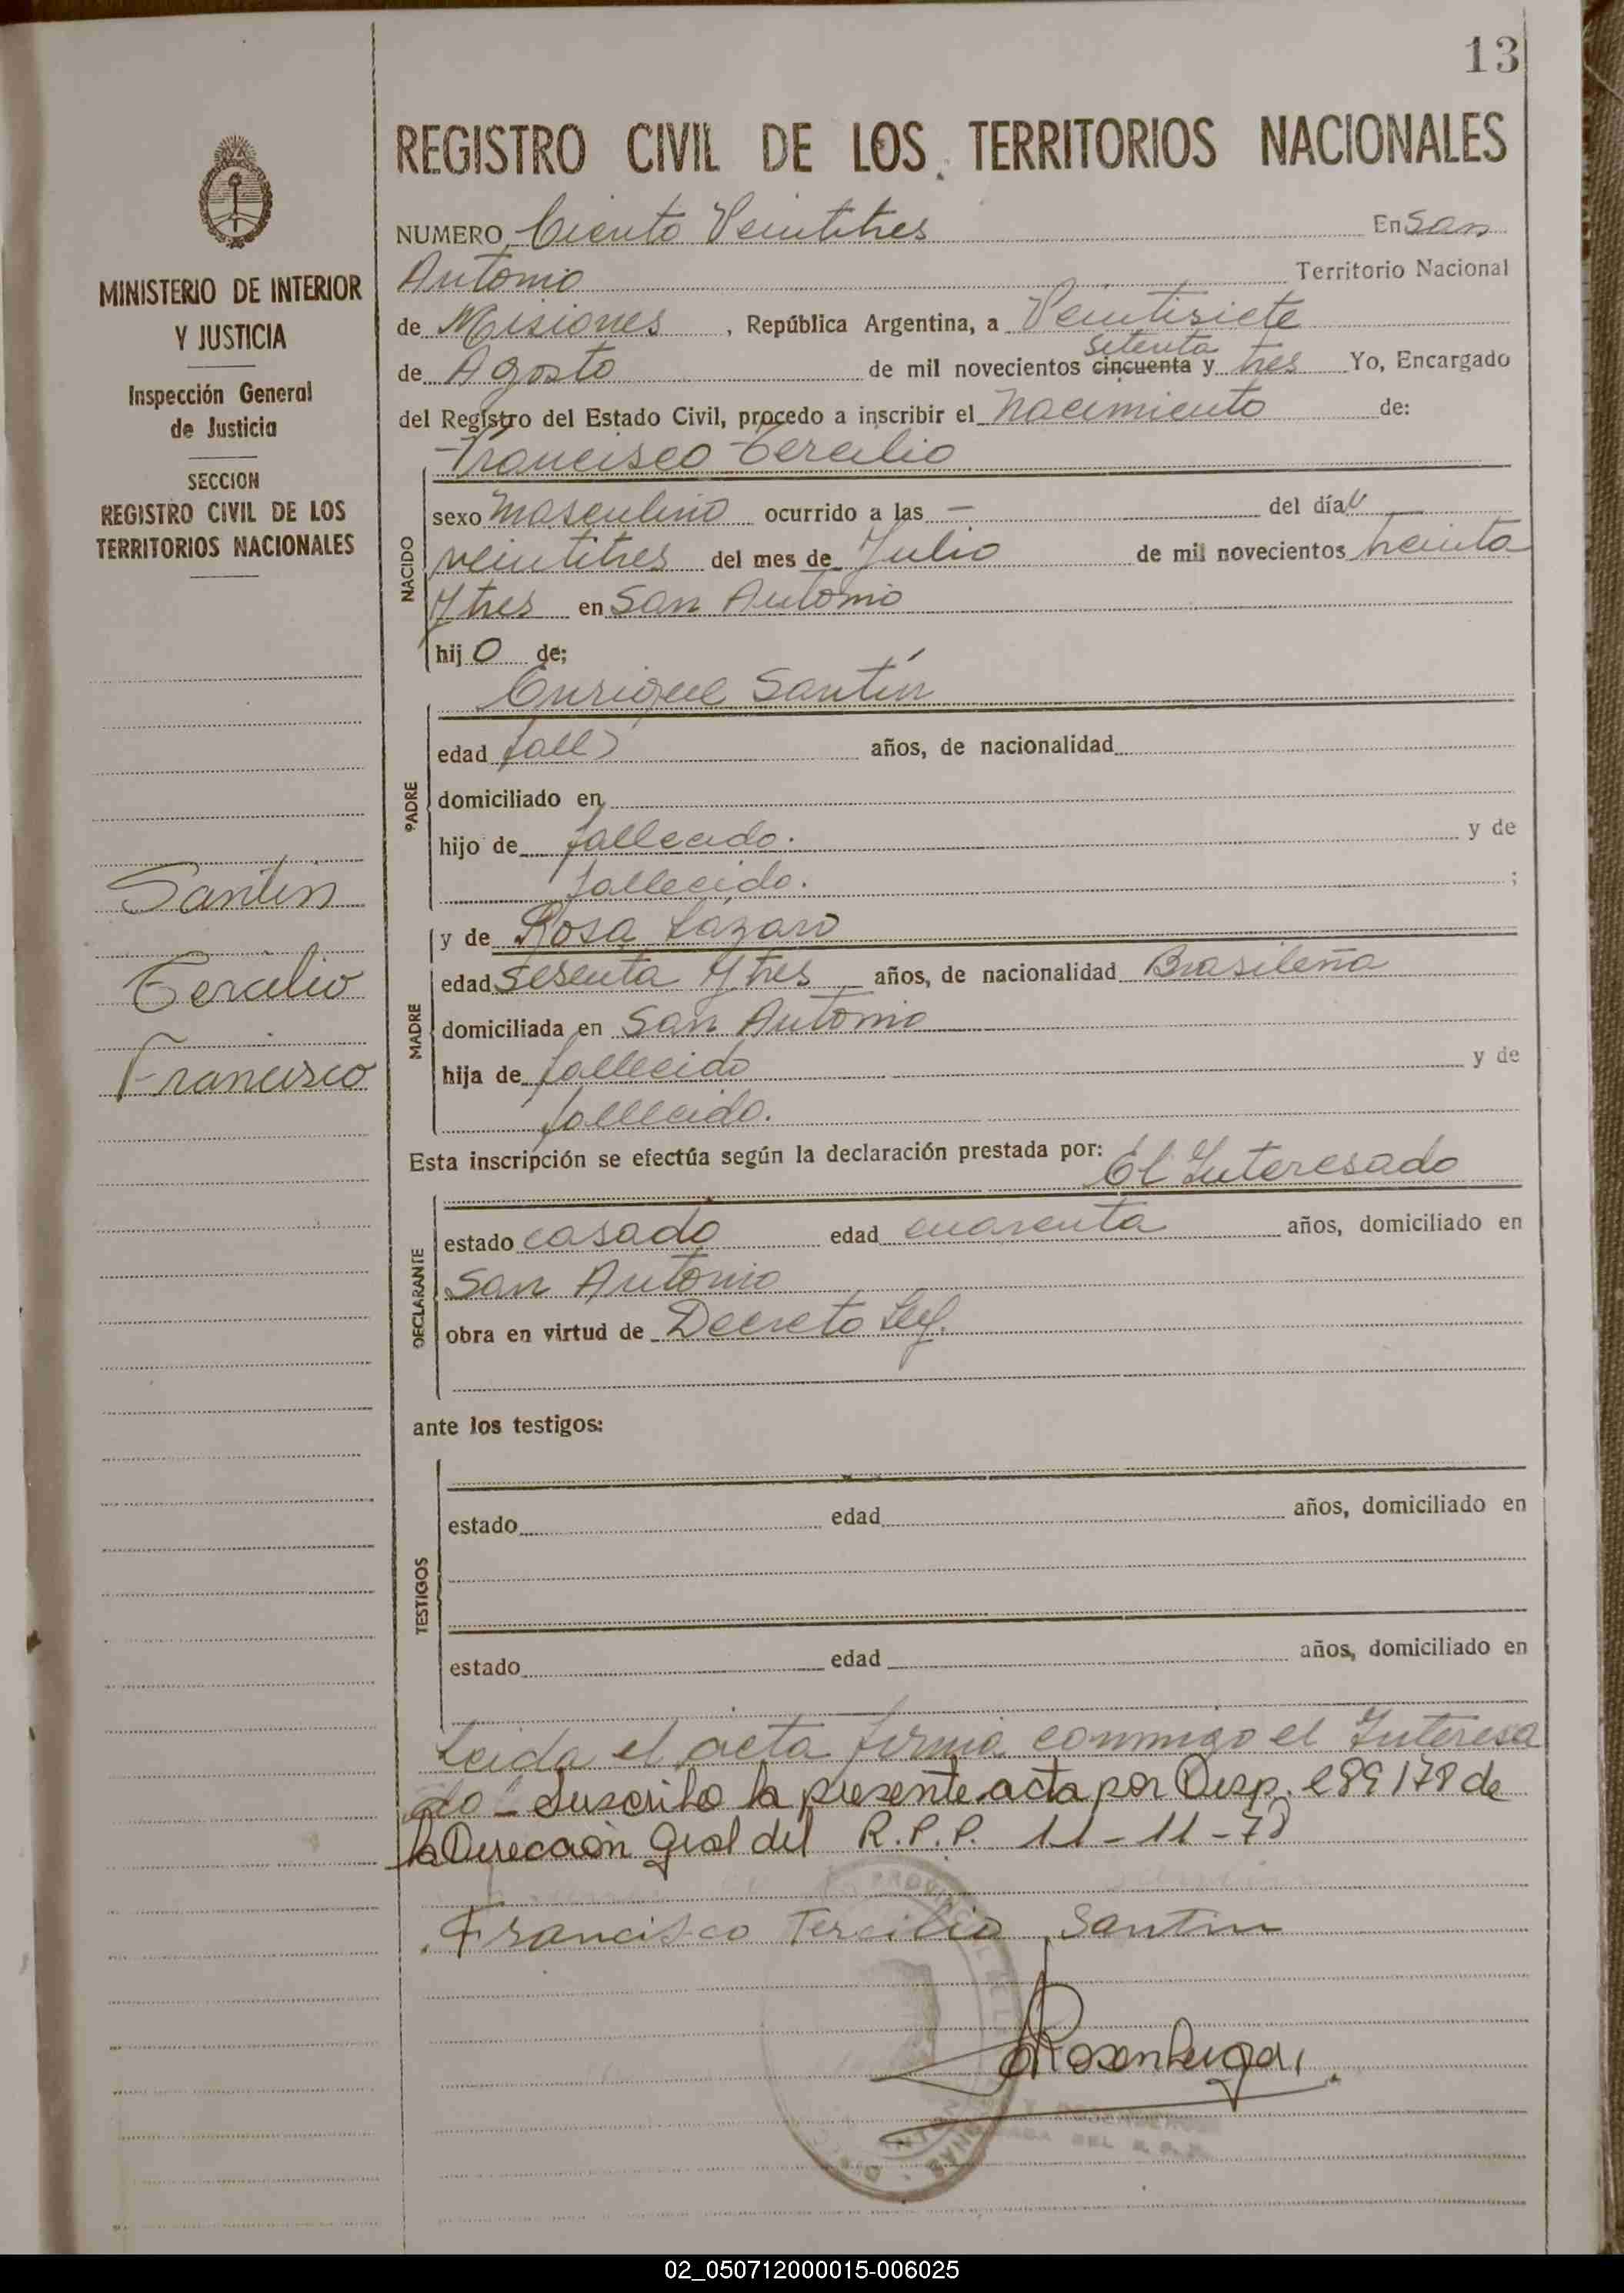 13
REGISTRO CIVIL DE LOS TERRITORIOS NACIONALES
MINISTERIO DE INTERIOR
Y JUSTICIA
Inspección General
de Justicia
SECCION
REGISTRO CIVIL DE LOS
TERRITORIOS NACIONALES
Santin
Tercilio
Francisco
NUMERO Ciento Veintitres En San
Antonio Territorio Nacional
de Misiones , República Argentina, a Veintisiete
setenta
de Agosto de mil novecientos cincuenta y tres Yo, Encargado
del Registro del Estado Civil, procedo a inscribir el nacimiento de:
Francisco Tercilio
NACIDO
sexo masculino ocurrido a las - del día
veintitres del mes de Julio de mil novecientos treinta
y tres en San Antonio
hij o de;
Enrique Santín
PADRE
edad fall) años, de nacionalidad
domiciliado en
hijo de fallecido. y de
fallecido. ;
y de Rosa Lazaro
MADRE
edad Sesenta y tres años, de nacionalidad Brasileña
domiciliada en San Antonio
hija de fallecido y de
fallecido.
Esta inscripción se efectúa según la declaración prestada por: El Interesado
DECLARANTE
estado casado edad cuarenta años, domiciliado en
San Antonio
obra en virtud de Decreto Ley.
ante los testigos:
TESTIGOS
estado edad años, domiciliado en
estado edad años, domiciliado en
Leida el acta firma conmigo el Interesa
do - Suscribo la presente acta por Disp. 289/78 de
la Dirección Gral del R.P.P. 11-11-78
Francisco Tercilio Santin
02_050712000015-006025